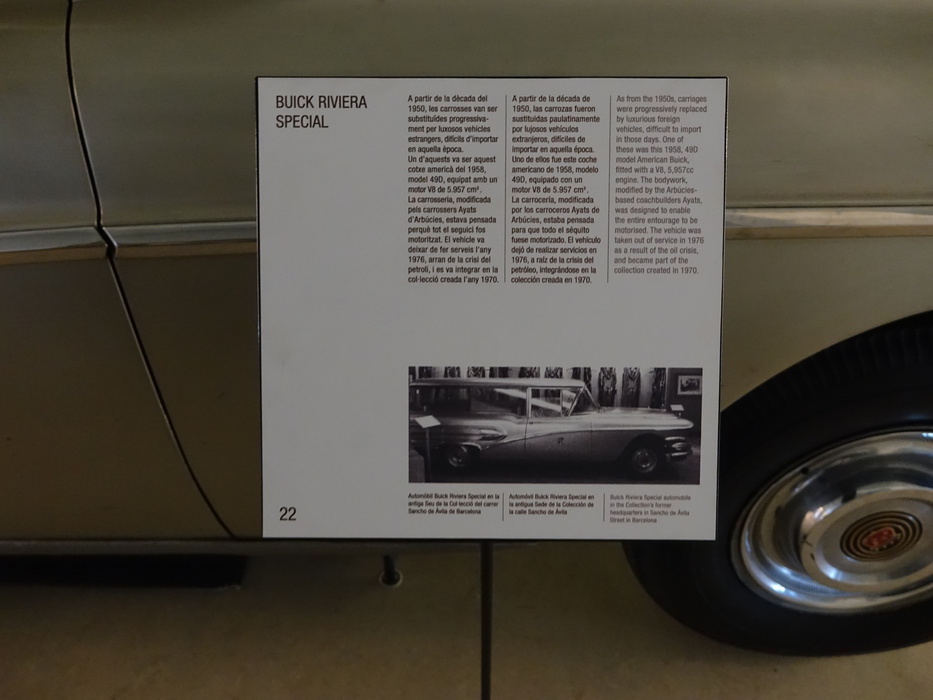 BUICK RIVIERA
SPECIAL
A partir de la dècada del
1950, les carrosses van ser
substituïdes progressiva-
ment per luxosos vehicles
estrangers, difícils d'importar
en aquella època.
Un d'aquests va ser aquest
cotxe americà del 1958,
model 49D, equipat amb un
motor V8 de 5.957 cm³.
La carrosseria, modificada
pels carrossers Ayats
d'Arbúcies, estava pensada
perquè tot el seguici fos
motoritzat. El vehicle va
deixar de fer serveis l'any
1976, arran de la crisi del
petroli, i es va integrar en la
col·lecció creada l'any 1970.
A partir de la década de
1950, las carrozas fueron
sustituidas paulatinamente
por lujosos vehículos
extranjeros, difíciles de
importar en aquella época.
Uno de ellos fue este coche
americano de 1958, modelo
49D, equipado con un
motor V8 de 5.957 cm³.
La carrocería, modificada
por los carroceros Ayats de
Arbúcies, estaba pensada
para que todo el séquito
fuese motorizado. El vehículo
dejó de realizar servicios en
1976, a raíz de la crisis del
petróleo, integrándose en la
colección creada en 1970.
As from the 1950s, carriages
were progressively replaced
by luxurious foreign
vehicles, difficult to import
in those days. One of
these was this 1958, 49D
model American Buick,
fitted with a V8, 5,957cc
engine. The bodywork,
modified by the Arbúcies-
based coachbuilders Ayats,
was designed to enable
the entire entourage to be
motorised. The vehicle was
taken out of service in 1976
as a result of the oil crisis,
and became part of the
collection created in 1970.
Automòbil Buick Riviera Special en la
antiga Seu de la Col·lecció del carrer
Sancho de Ávila de Barcelona
Automóvil Buick Riviera Special en
la antigua Sede de la Colección de
la calle Sancho de Ávila
Buick Riviera Special automobile
in the Collection's former
headquarters in Sancho de Ávila
Street in Barcelona
22